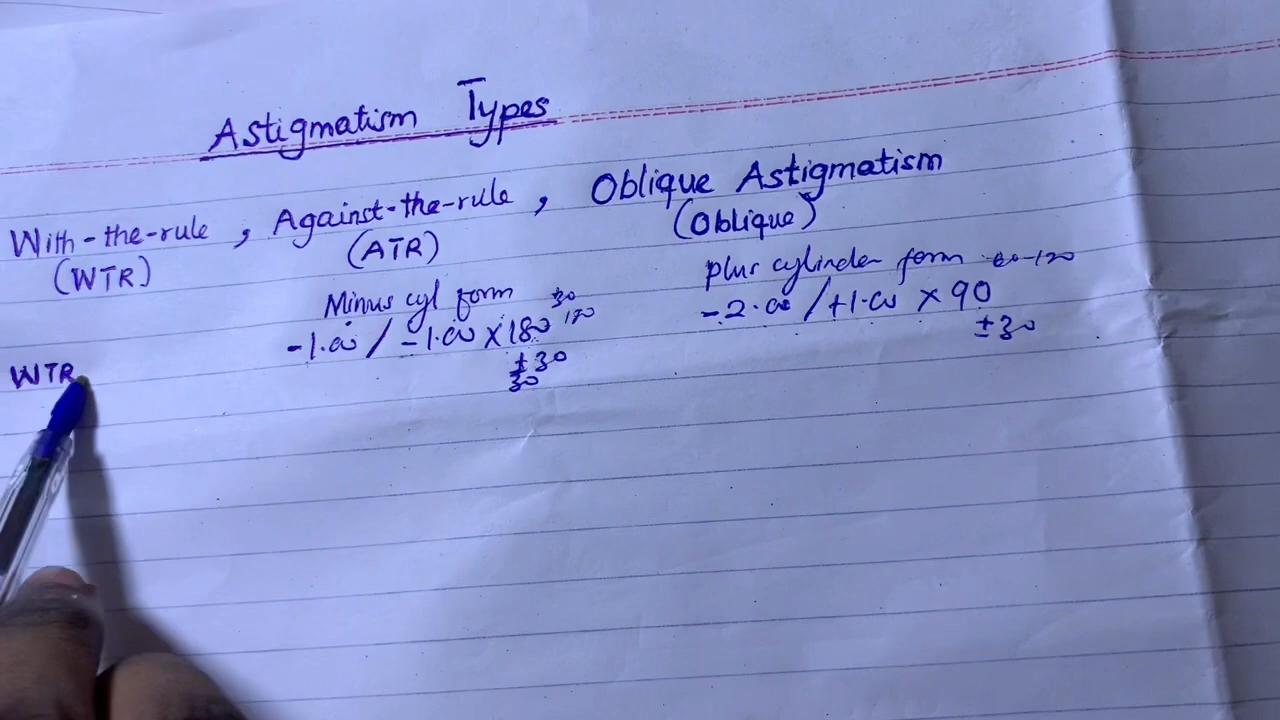 Astigmatism Types
With-the-rule , Against-the-rule , Oblique Astigmatism
(WTR) (ATR) (Oblique)
Minus cyl form plus cylinder form 60-120
-1.00 / -1.00 × 180 30 -2.00 / +1.00 × 90
±30 ±30
30
WTR